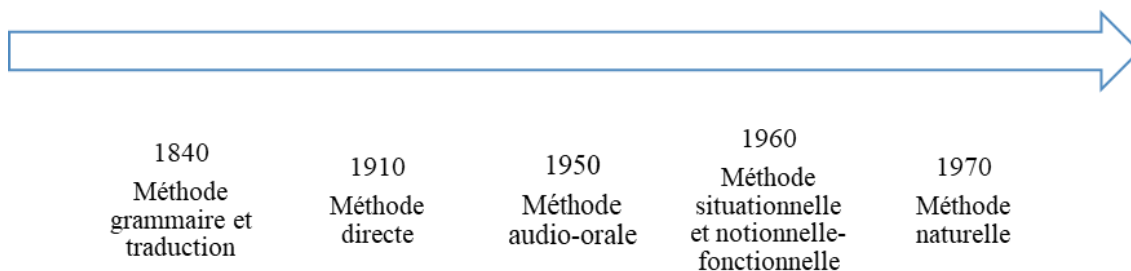 1840
Méthode
grammaire et
traduction
1910
Méthode
directe
1950
Méthode
audio-orale
1960
Méthode
situationnelle
et notionnelle-
fonctionnelle
1970
Méthode
naturelle